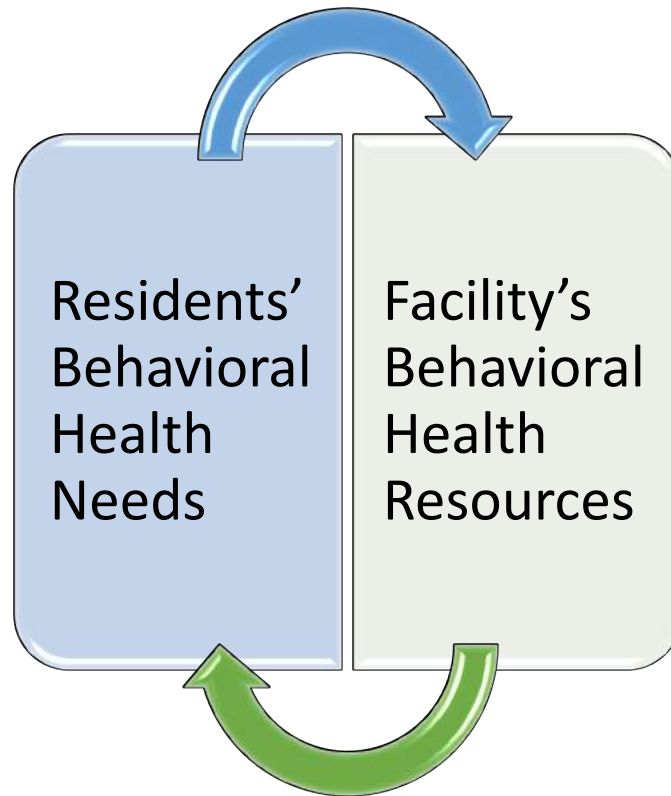 Residents’
Behavioral
Health
Needs
Facility’s
Behavioral
Health
Resources